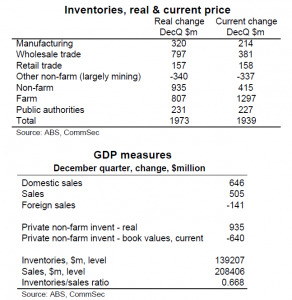 Inventories, real & current price
Real change Current change
DecQ $m DecQ $m
Manufacturing 320 214
Wholesale trade 797 381
Retail trade 157 158
Other non-farm (largely mining) -340 -337
Non-farm 935 415
Farm 807 1297
Public authorities 231 227
Total 1973 1939
Source: ABS, CommSec
GDP measures
December quarter, change, $million
Domestic sales 646
Sales 505
Foreign sales -141
Private non-farm invent - real 935
Private non-farm invent - book values, current -640
Inventories, $m, level 139207
Sales, $m, level 208406
Inventories/sales ratio 0.668
Source: ABS, CommSec